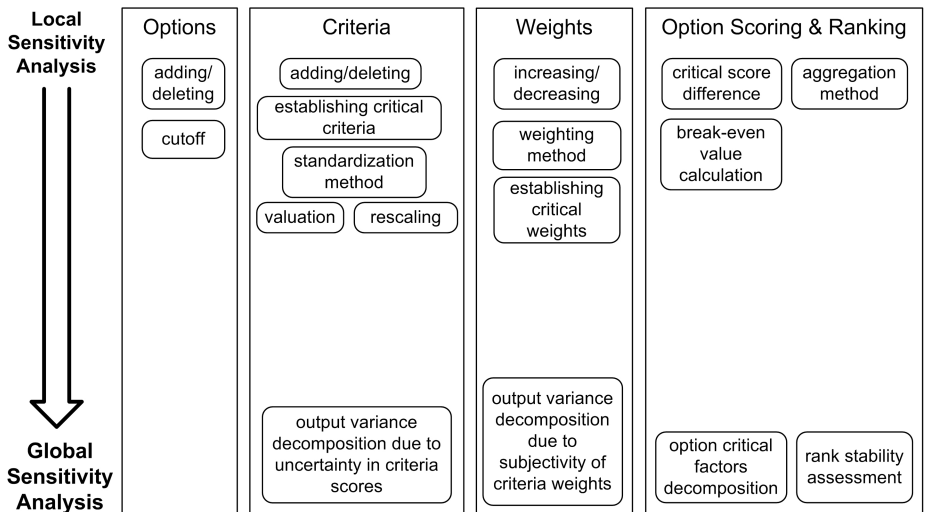 Local
Sensitivity
Analysis
Options
adding/
deleting
cutoff
Criteria
adding/deleting
establishing critical
criteria
standardization
method
valuation
rescaling
output variance
decomposition due to
uncertainty in criteria
scores
Weights
increasing/
decreasing
weighting
method
establishing
critical
weights
output variance
decomposition
due to
subjectivity of
criteria weights
Option Scoring & Ranking
critical score
difference
aggregation
method
break-even
value
calculation
option critical
factors
decomposition
rank stability
assessment
Global
Sensitivity
Analysis